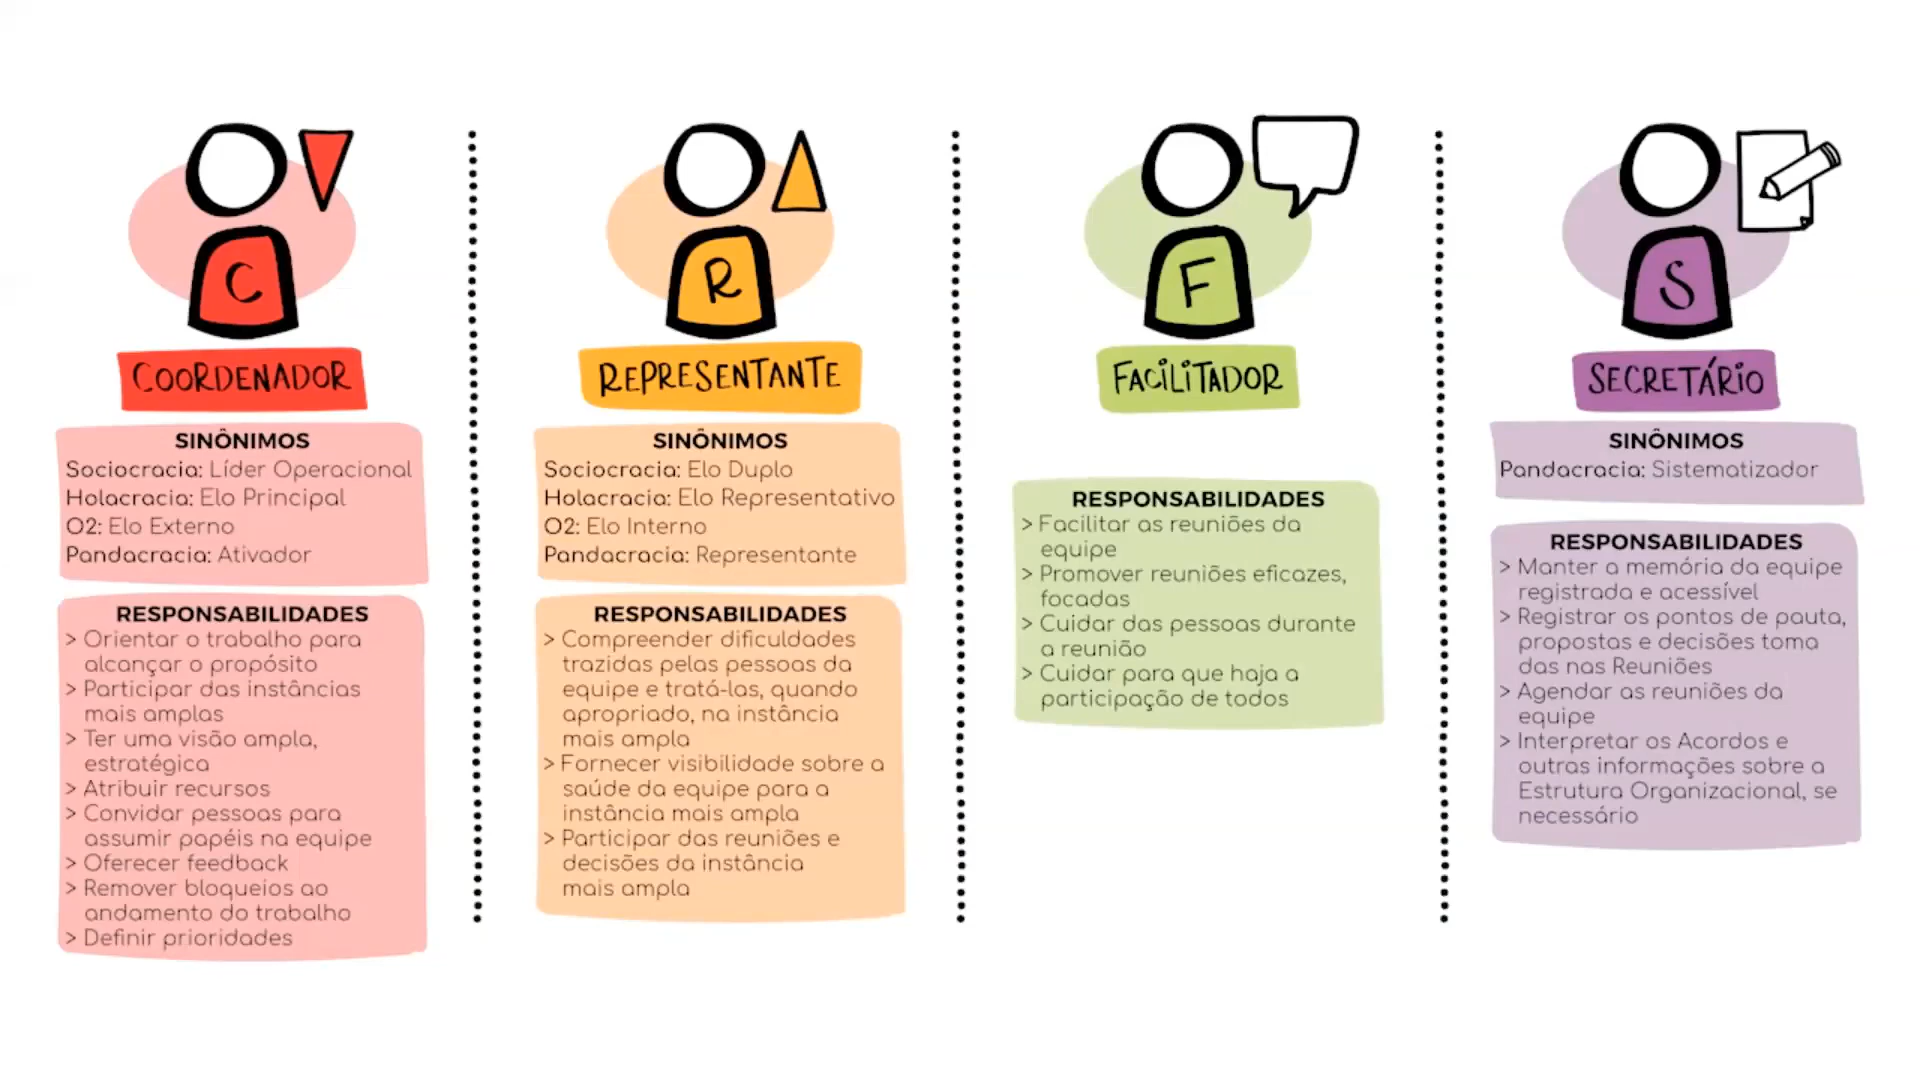 C
COORDENADOR
SINÔNIMOS
Sociocracia: Líder Operacional
Holacracia: Elo Principal
O2: Elo Externo
Pandacracia: Ativador
RESPONSABILIDADES
> Orientar o trabalho para
alcançar o propósito
> Participar das instâncias
mais amplas
> Ter uma visão ampla,
estratégica
> Atribuir recursos
> Convidar pessoas para
assumir papéis na equipe
> Oferecer feedback
> Remover bloqueios ao
andamento do trabalho
> Definir prioridades
R
REPRESENTANTE
SINÔNIMOS
Sociocracia: Elo Duplo
Holacracia: Elo Representativo
O2: Elo Interno
Pandacracia: Representante
RESPONSABILIDADES
> Compreender dificuldades
trazidas pelas pessoas da
equipe e tratá-las, quando
apropriado, na instância
mais ampla
> Fornecer visibilidade sobre a
saúde da equipe para a
instância mais ampla
> Participar das reuniões e
decisões da instância
mais ampla
F
FACILITADOR
RESPONSABILIDADES
> Facilitar as reuniões da
equipe
> Promover reuniões eficazes,
focadas
> Cuidar das pessoas durante
a reunião
> Cuidar para que haja a
participação de todos
S
SECRETÁRIO
SINÔNIMOS
Pandacracia: Sistematizador
RESPONSABILIDADES
> Manter a memória da equipe
registrada e acessível
> Registrar os pontos de pauta,
propostas e decisões toma
das nas Reuniões
> Agendar as reuniões da
equipe
> Interpretar os Acordos e
outras informações sobre a
Estrutura Organizacional, se
necessário